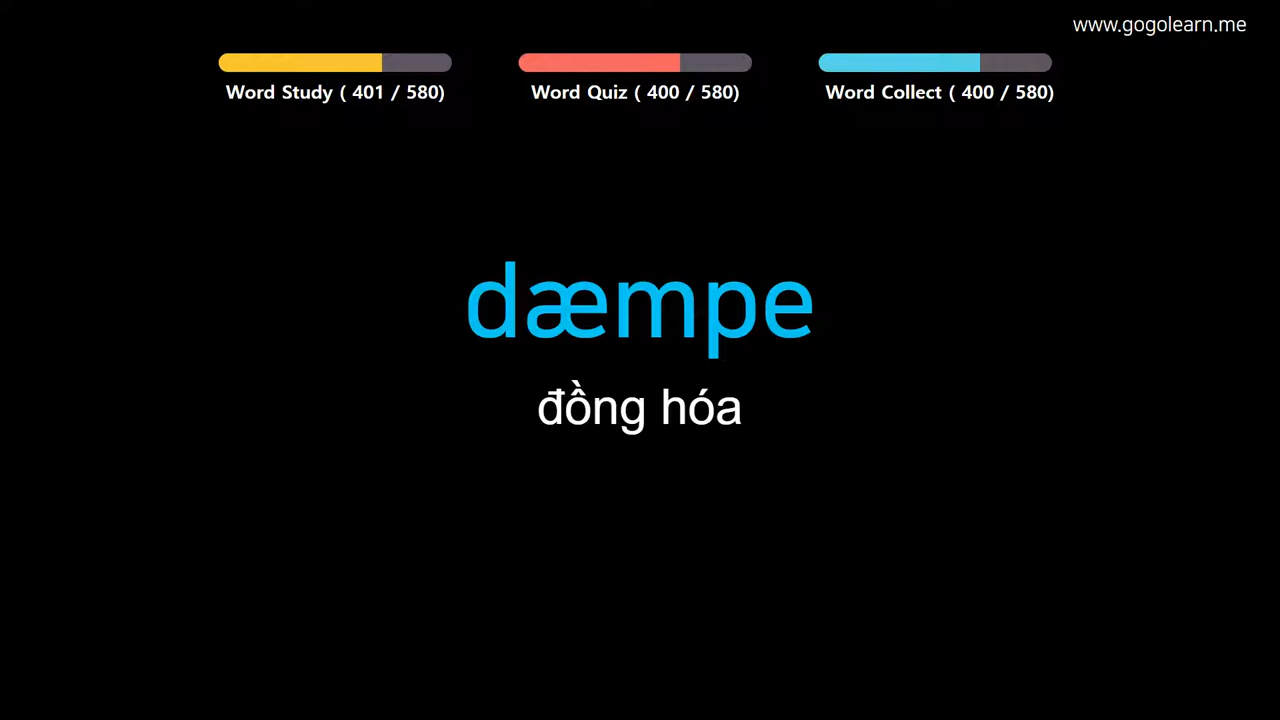 www.gogolearn.me
Word Study ( 401 / 580)
Word Quiz ( 400 / 580)
Word Collect ( 400 / 580)
dæmpe
đồng hóa